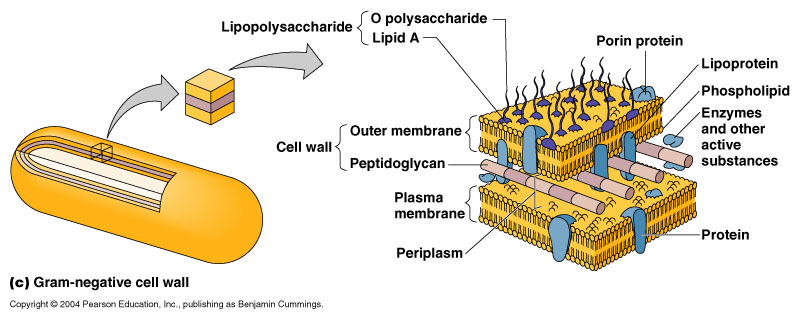 Lipopolysaccharide
O polysaccharide
Lipid A
Porin protein
Lipoprotein
Phospholipid
Enzymes
and other
active
substances
Cell wall
Outer membrane
Peptidoglycan
Plasma
membrane
Periplasm
Protein
(c) Gram-negative cell wall
Copyright © 2004 Pearson Education, Inc., publishing as Benjamin Cummings.